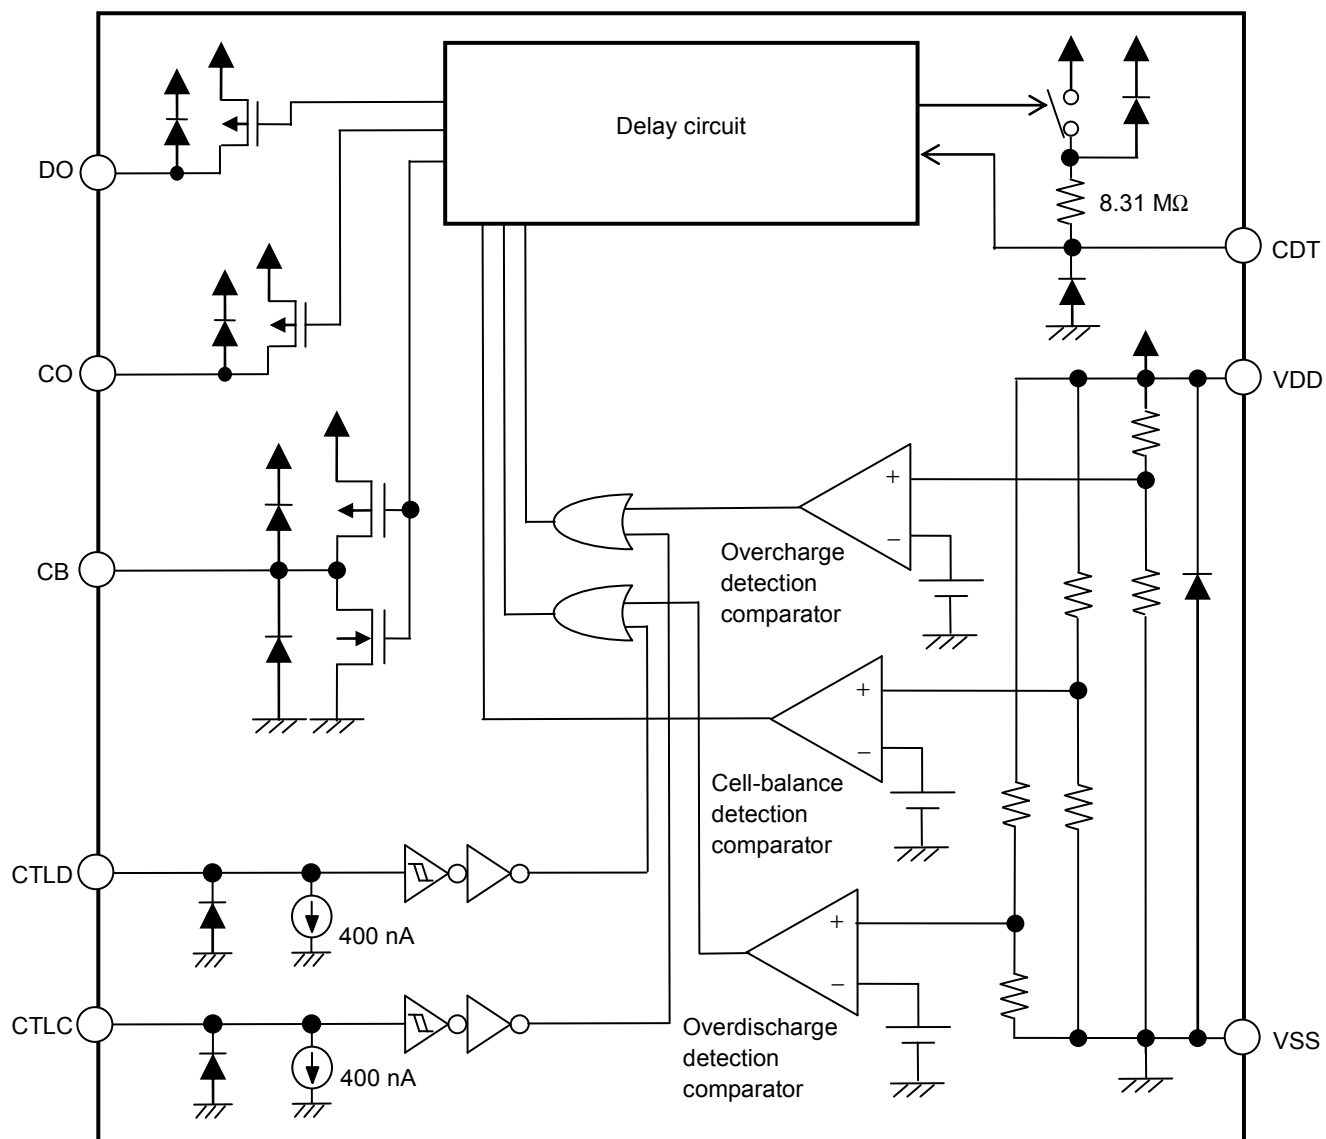 Delay circuit
DO
8.31 MΩ
CDT
CO
VDD
+
−
Overcharge
detection
comparator
CB
+
−
Cell-balance
detection
comparator
CTLD
400 nA
+
−
Overdischarge
detection
comparator
CTLC
400 nA
VSS